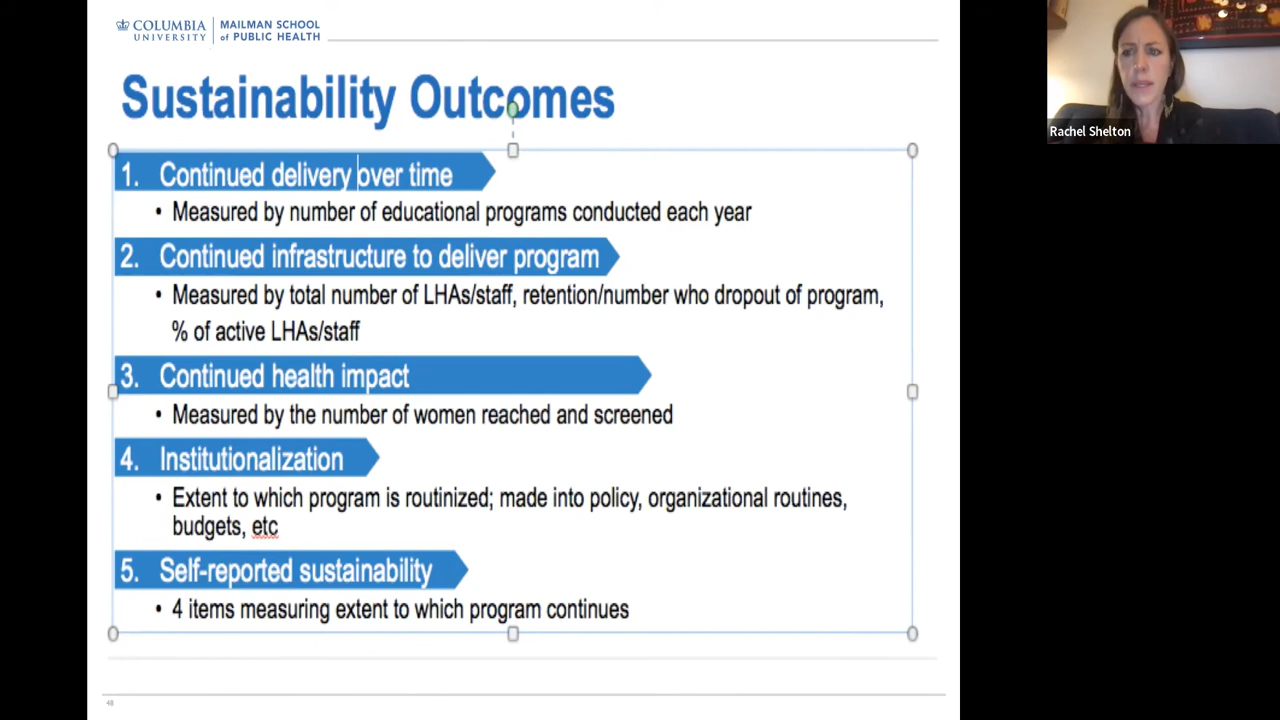 COLUMBIA UNIVERSITY
MAILMAN SCHOOL of PUBLIC HEALTH
Sustainability Outcomes
1. Continued delivery over time
• Measured by number of educational programs conducted each year
2. Continued infrastructure to deliver program
• Measured by total number of LHAs/staff, retention/number who dropout of program,
% of active LHAs/staff
3. Continued health impact
• Measured by the number of women reached and screened
4. Institutionalization
• Extent to which program is routinized; made into policy, organizational routines,
budgets, etc
5. Self-reported sustainability
• 4 items measuring extent to which program continues
48
Rachel Shelton